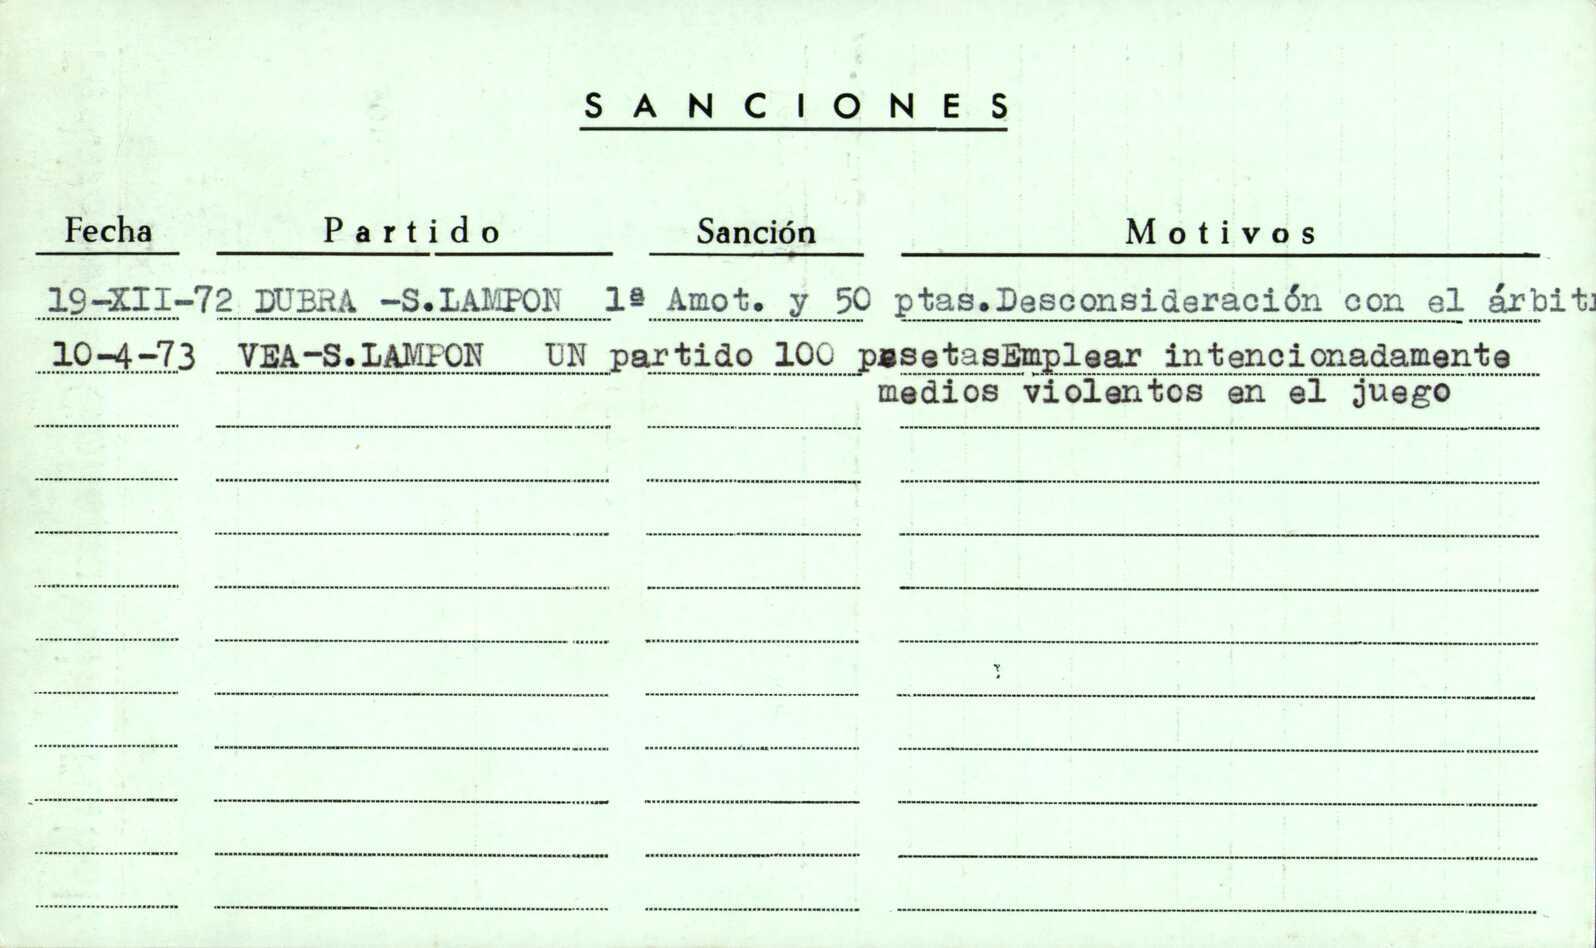 SANCIONES
Fecha Partido Sanción Motivos
19-XII-72 DUBRA -S.LAMPON 1ª Amot. y 50 ptas.Desconsideración con el árbit
10-4-73 VEA-S.LAMPON UN partido 100 pesetasEmplear intencionadamente
medios violentos en el juego